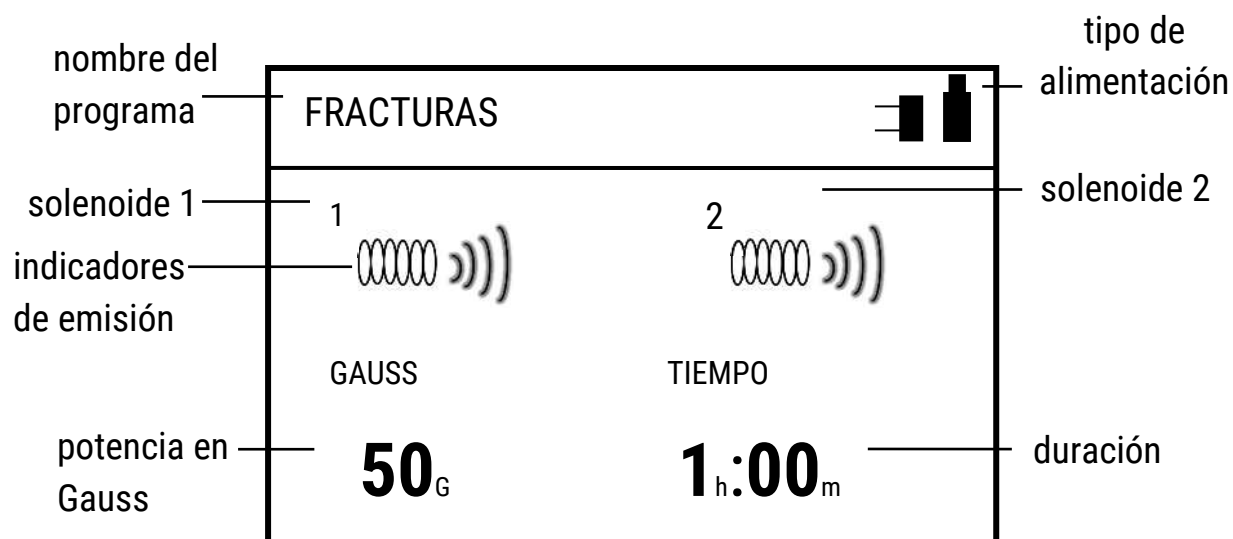 nombre del
programa
tipo de
alimentación
FRACTURAS
solenoide 1
1
2
solenoide 2
indicadores
de emisión
GAUSS
TIEMPO
potencia en
Gauss
50G
1h:00m
duración